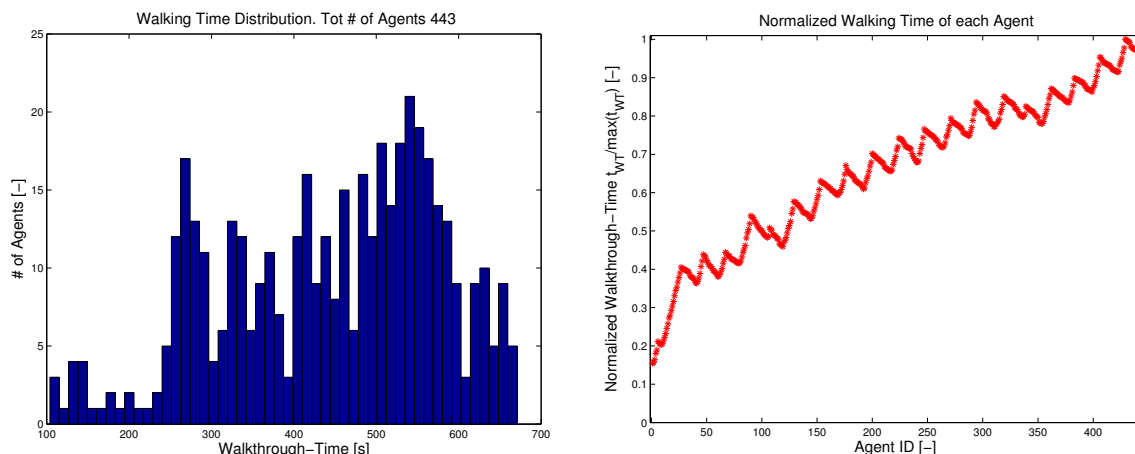 Walking Time Distribution. Tot # of Agents 443
25
20
15
10
5
0
# of Agents [-]
100 200 300 400 500 600 700
Walkthrough-Time [s]
Normalized Walking Time of each Agent
1
0.9
0.8
0.7
0.6
0.5
0.4
0.3
0.2
0.1
0
Normalized Walkthrough-Time t_WT/max(t_WT) [-]
0 50 100 150 200 250 300 350 400
Agent ID [-]